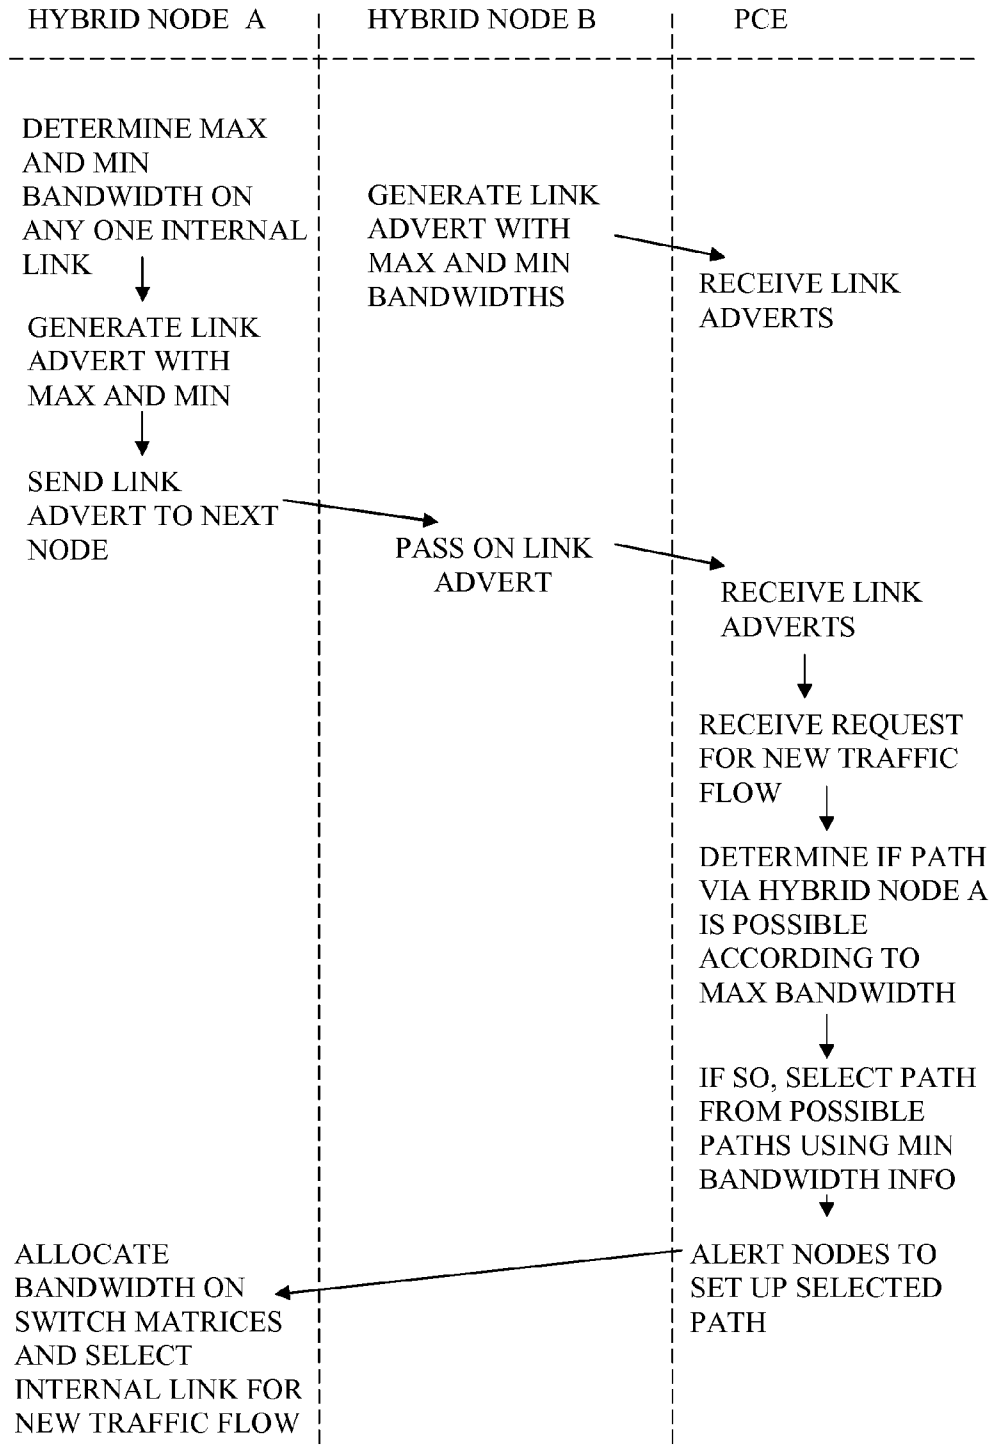 HYBRID NODE A
HYBRID NODE B
PCE
DETERMINE MAX
AND MIN
BANDWIDTH ON
ANY ONE INTERNAL
LINK
GENERATE LINK
ADVERT WITH
MAX AND MIN
SEND LINK
ADVERT TO NEXT
NODE
GENERATE LINK
ADVERT WITH
MAX AND MIN
BANDWIDTHS
RECEIVE LINK
ADVERTS
PASS ON LINK
ADVERT
RECEIVE LINK
ADVERTS
RECEIVE REQUEST
FOR NEW TRAFFIC
FLOW
DETERMINE IF PATH
VIA HYBRID NODE A
IS POSSIBLE
ACCORDING TO
MAX BANDWIDTH
IF SO, SELECT PATH
FROM POSSIBLE
PATHS USING MIN
BANDWIDTH INFO
ALERT NODES TO
SET UP SELECTED
PATH
ALLOCATE
BANDWIDTH ON
SWITCH MATRICES
AND SELECT
INTERNAL LINK FOR
NEW TRAFFIC FLOW